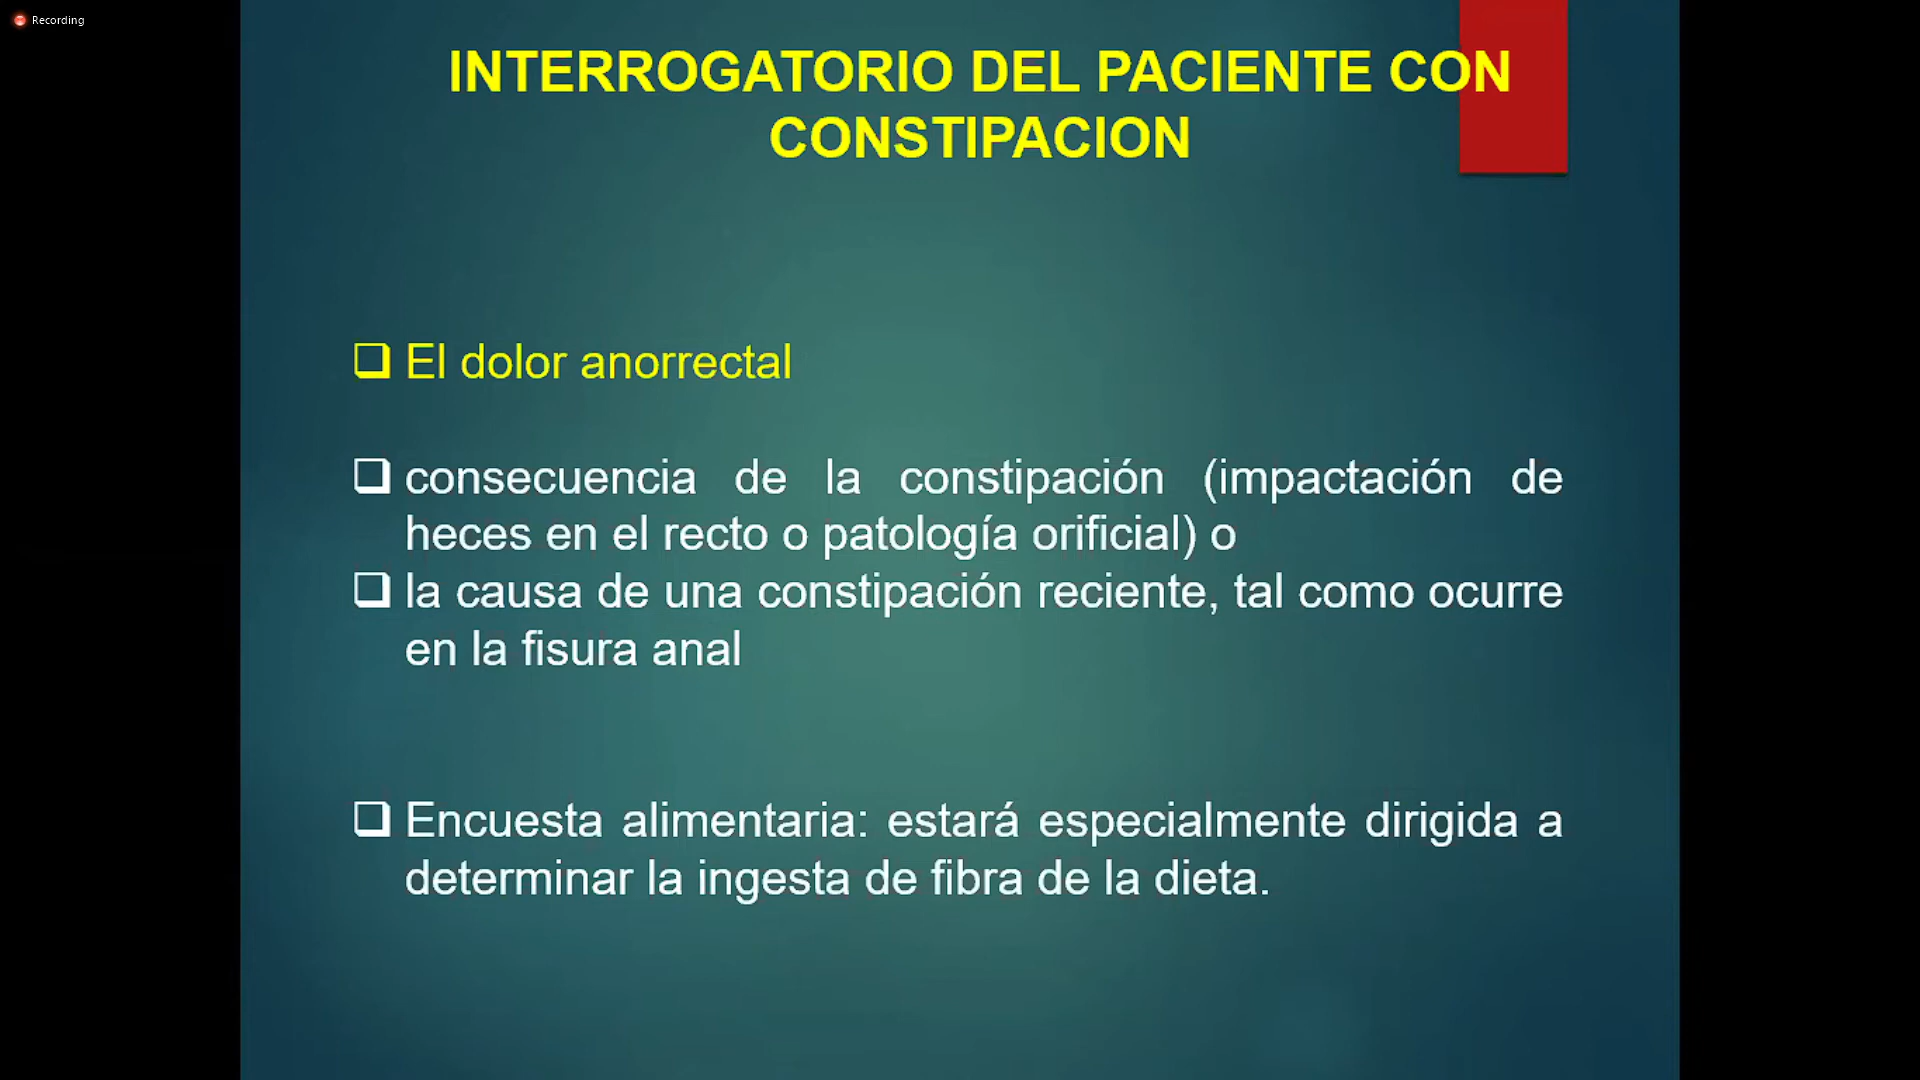 Recording
INTERROGATORIO DEL PACIENTE CON
CONSTIPACION
El dolor anorrectal
consecuencia de la constipación (impactación de
heces en el recto o patología orificial) o
la causa de una constipación reciente, tal como ocurre
en la fisura anal
Encuesta alimentaria: estará especialmente dirigida a
determinar la ingesta de fibra de la dieta.